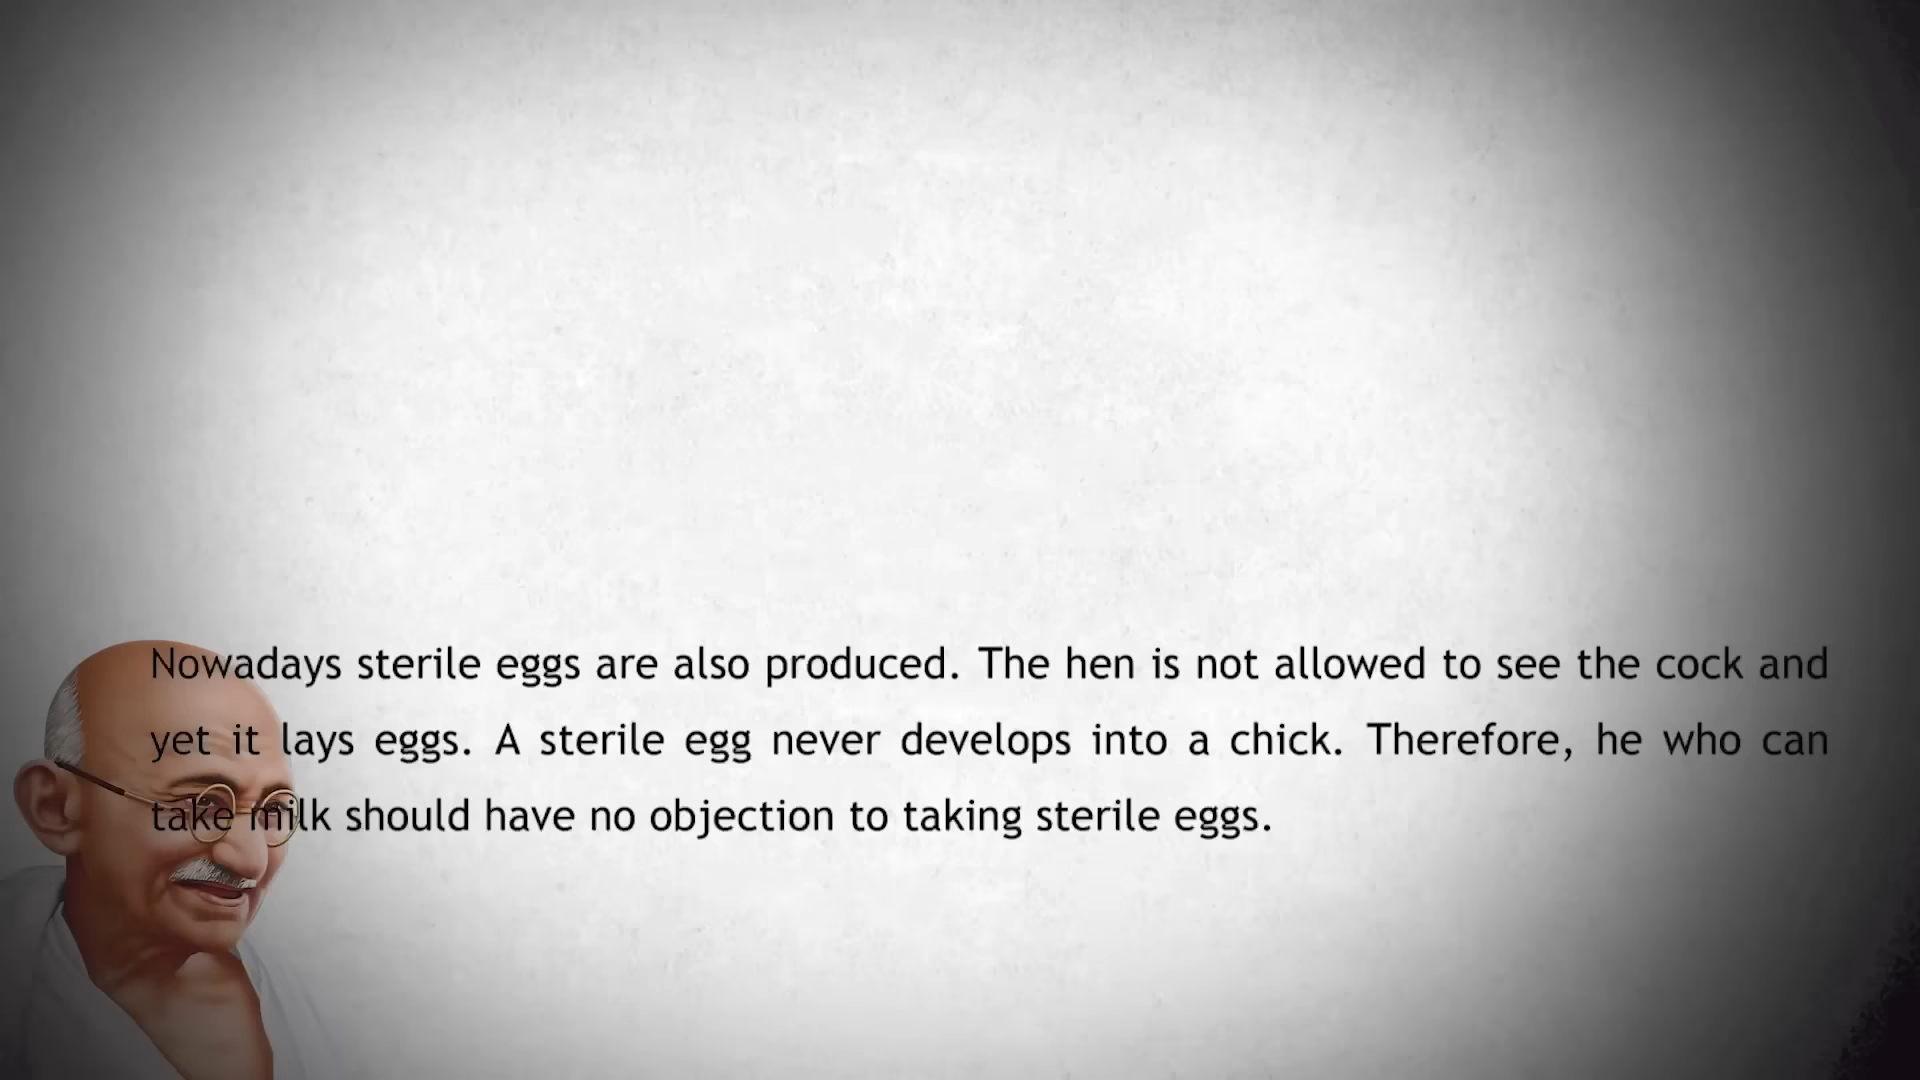 Nowadays sterile eggs are also produced. The hen is not allowed to see the cock and
yet it lays eggs. A sterile egg never develops into a chick. Therefore, he who can
take milk should have no objection to taking sterile eggs.